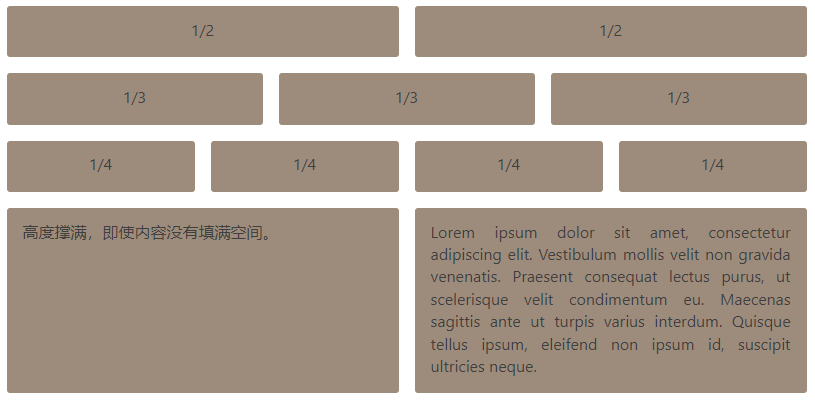 1/2
1/2
1/3
1/3
1/3
1/4
1/4
1/4
1/4
高度撑满，即使内容没有填满空间。
Lorem ipsum dolor sit amet, consectetur
adipiscing elit. Vestibulum mollis velit non gravida
venenatis. Praesent consequat lectus purus, ut
scelerisque velit condimentum eu. Maecenas
sagittis ante ut turpis varius interdum. Quisque
tellus ipsum, eleifend non ipsum id, suscipit
ultricies neque.